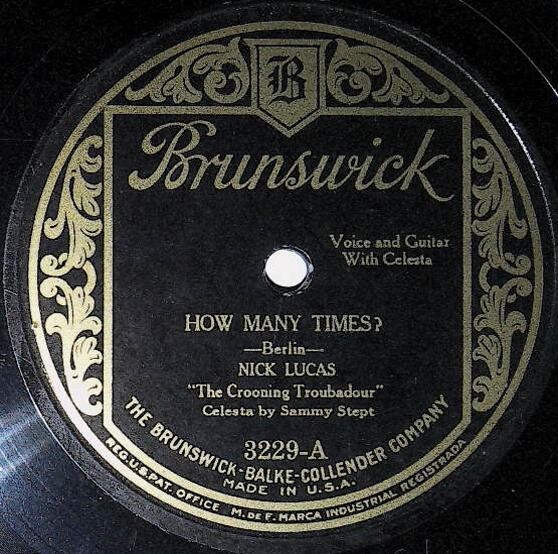 B
Brunswick
Voice and Guitar
With Celesta
HOW MANY TIMES?
—Berlin—
NICK LUCAS
"The Crooning Troubadour"
Celesta by Sammy Stept
3229-A
THE BRUNSWICK-BALKE-COLLENDER COMPANY
MADE IN U.S.A.
REG.U.S.PAT. OFFICE M. DE F. MARCA INDUSTRIAL REGISTRADA